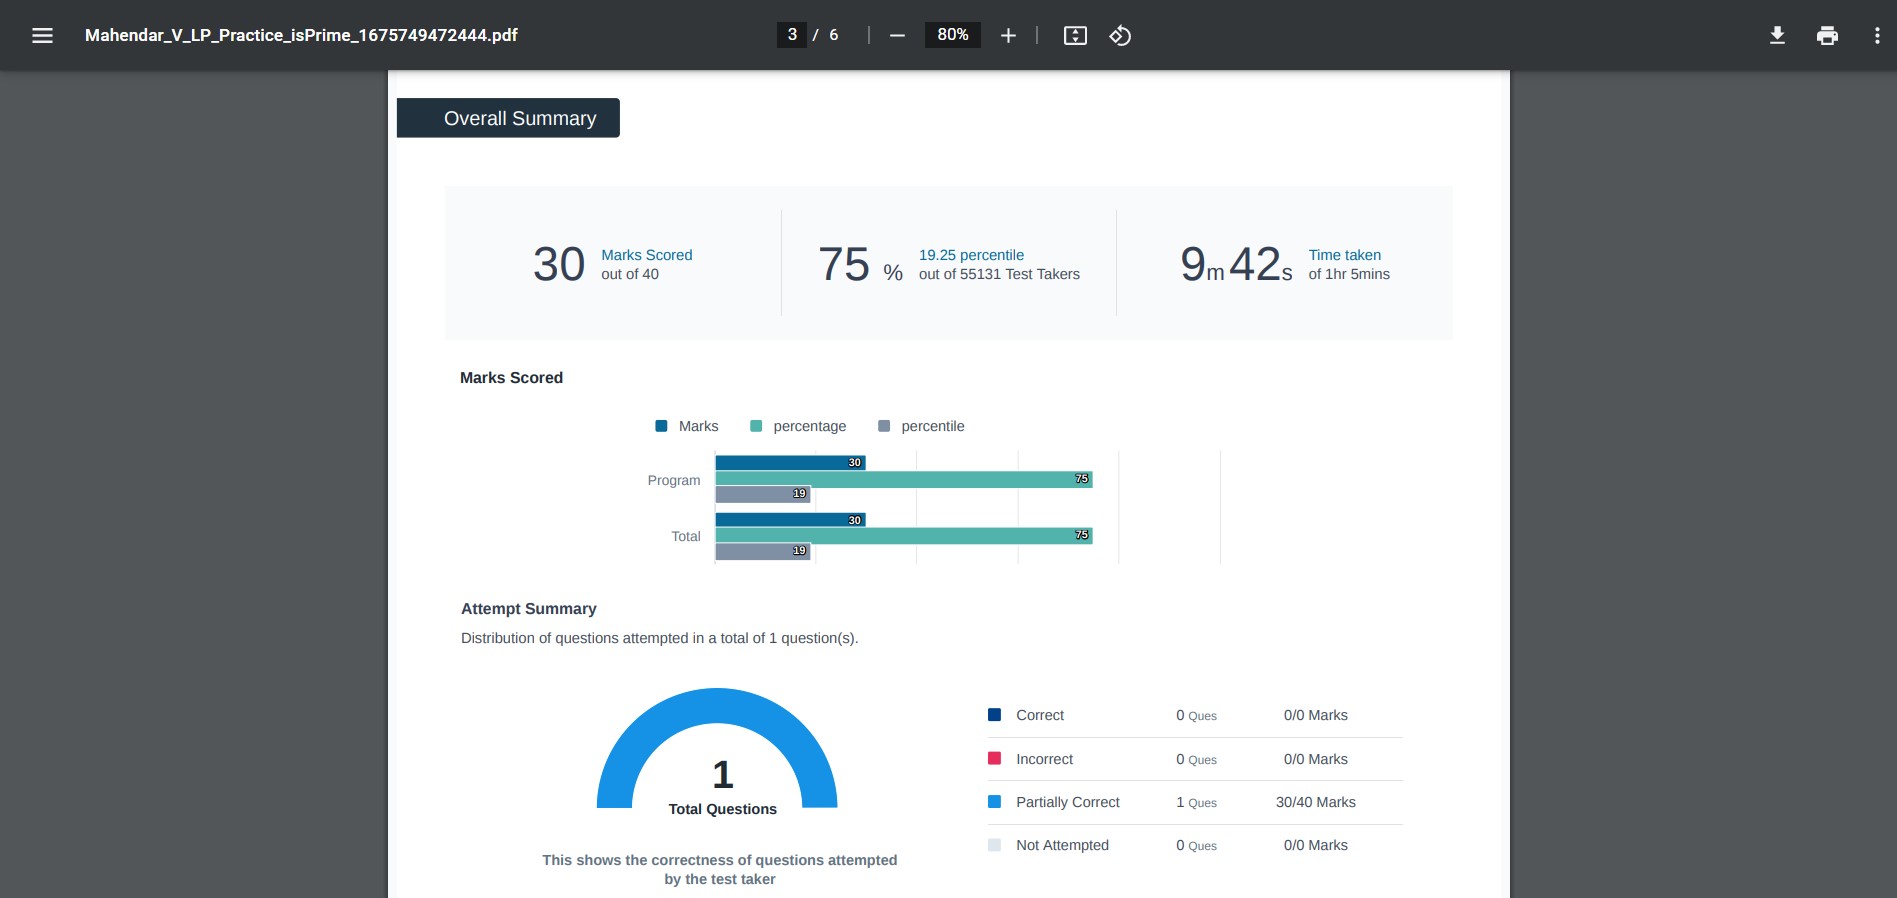 Mahendar_V_LP_Practice_isPrime_1675749472444.pdf
3 / 6
80%
Overall Summary
30 Marks Scored
out of 40
75 % 19.25 percentile
out of 55131 Test Takers
9m 42s Time taken
of 1hr 5mins
Marks Scored
Marks percentage percentile
Program
30
75
19
Total
30
75
19
Attempt Summary
Distribution of questions attempted in a total of 1 question(s).
1
Total Questions
This shows the correctness of questions attempted
by the test taker
Correct 0 Ques 0/0 Marks
Incorrect 0 Ques 0/0 Marks
Partially Correct 1 Ques 30/40 Marks
Not Attempted 0 Ques 0/0 Marks